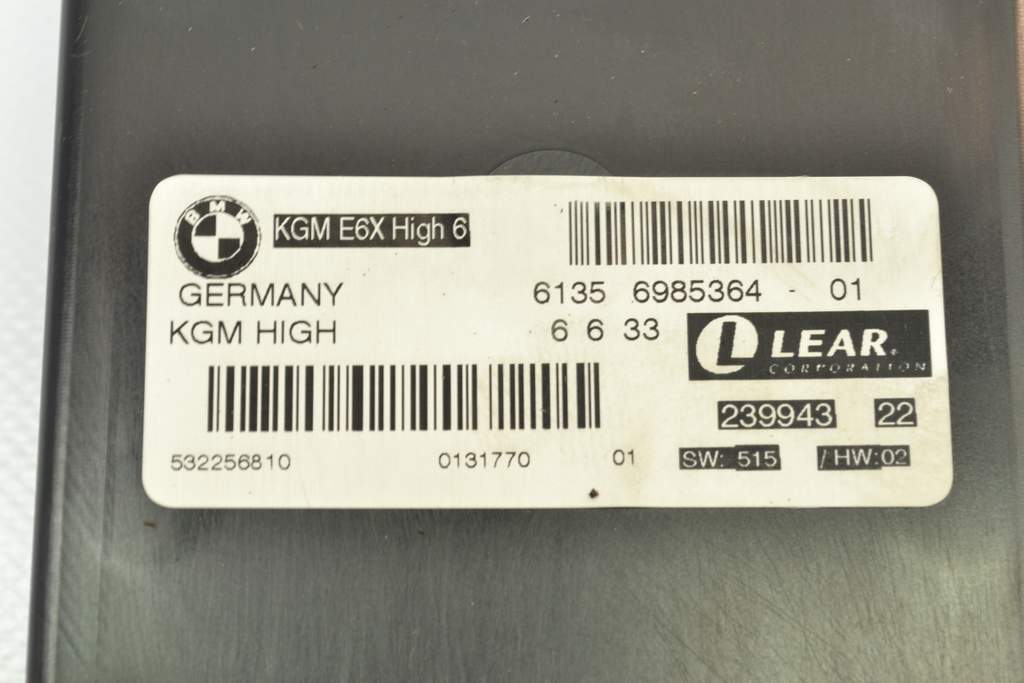 BMW
KGM E6X High 6
GERMANY
6135 6985364 - 01
KGM HIGH
6 6 33
L LEAR®
CORPORATION
239943 22
532256810 0131770 01
SW: 515 / HW:02